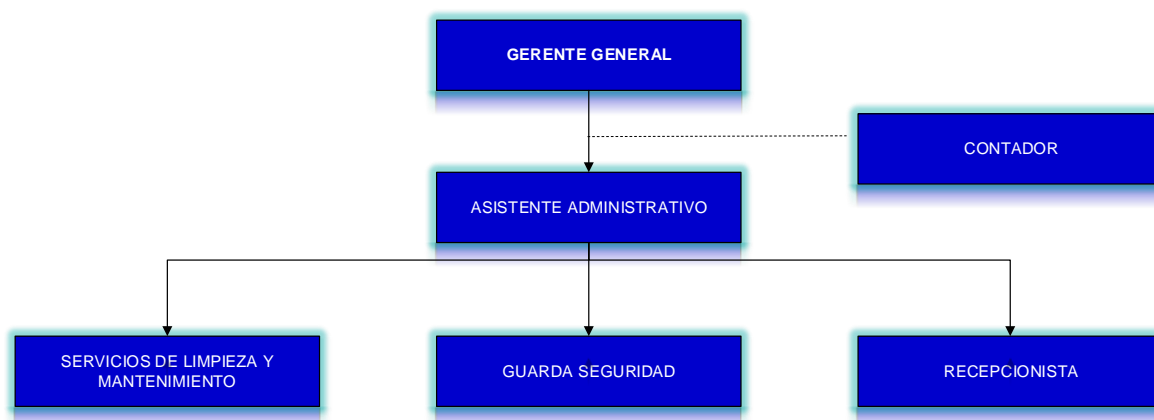 GERENTE GENERAL
CONTADOR
ASISTENTE ADMINISTRATIVO
SERVICIOS DE LIMPIEZA Y
MANTENIMIENTO
GUARDA SEGURIDAD
RECEPCIONISTA